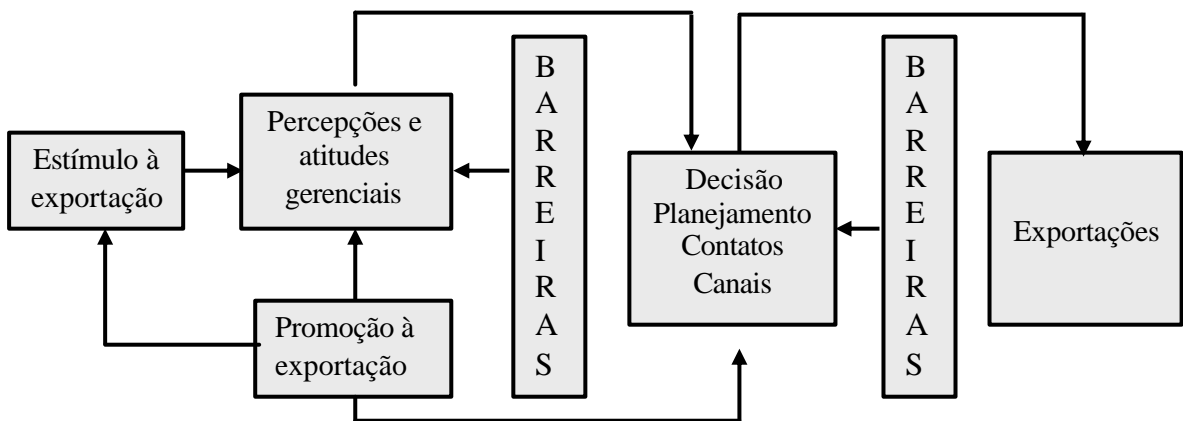 Estímulo à
exportação
Percepções e
atitudes
gerenciais
Promoção à
exportação
B
A
R
R
E
I
R
A
S
Decisão
Planejamento
Contatos
Canais
B
A
R
R
E
I
R
A
S
Exportações